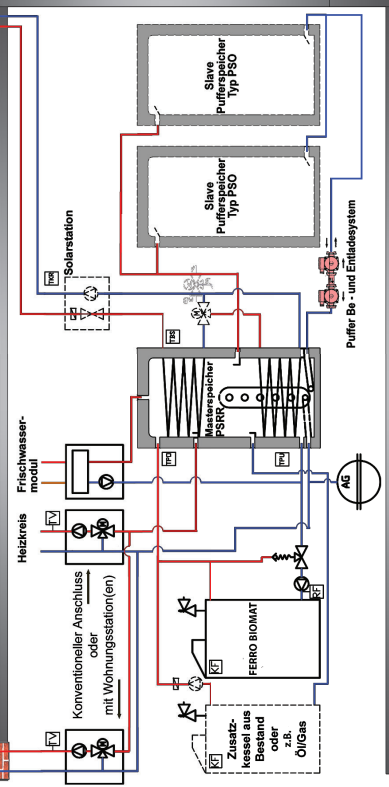 Slave
Pufferspeicher
Typ PSO
Slave
Pufferspeicher
Typ PSO
Puffer Be - und Entladesystem
TKR
Solarstation
M
M
TBS
Masterspeicher
PSRR
TPO
TPU
Frischwasser-
modul
Heizkreis
TV
M
AG
Konventioneller Anschluss
oder
mit Wohnungsstation(en)
TV
M
RF
KF
FERRO BIOMAT
KF
Zusatz-
kessel aus
Bestand
oder
z.B.
Öl/Gas